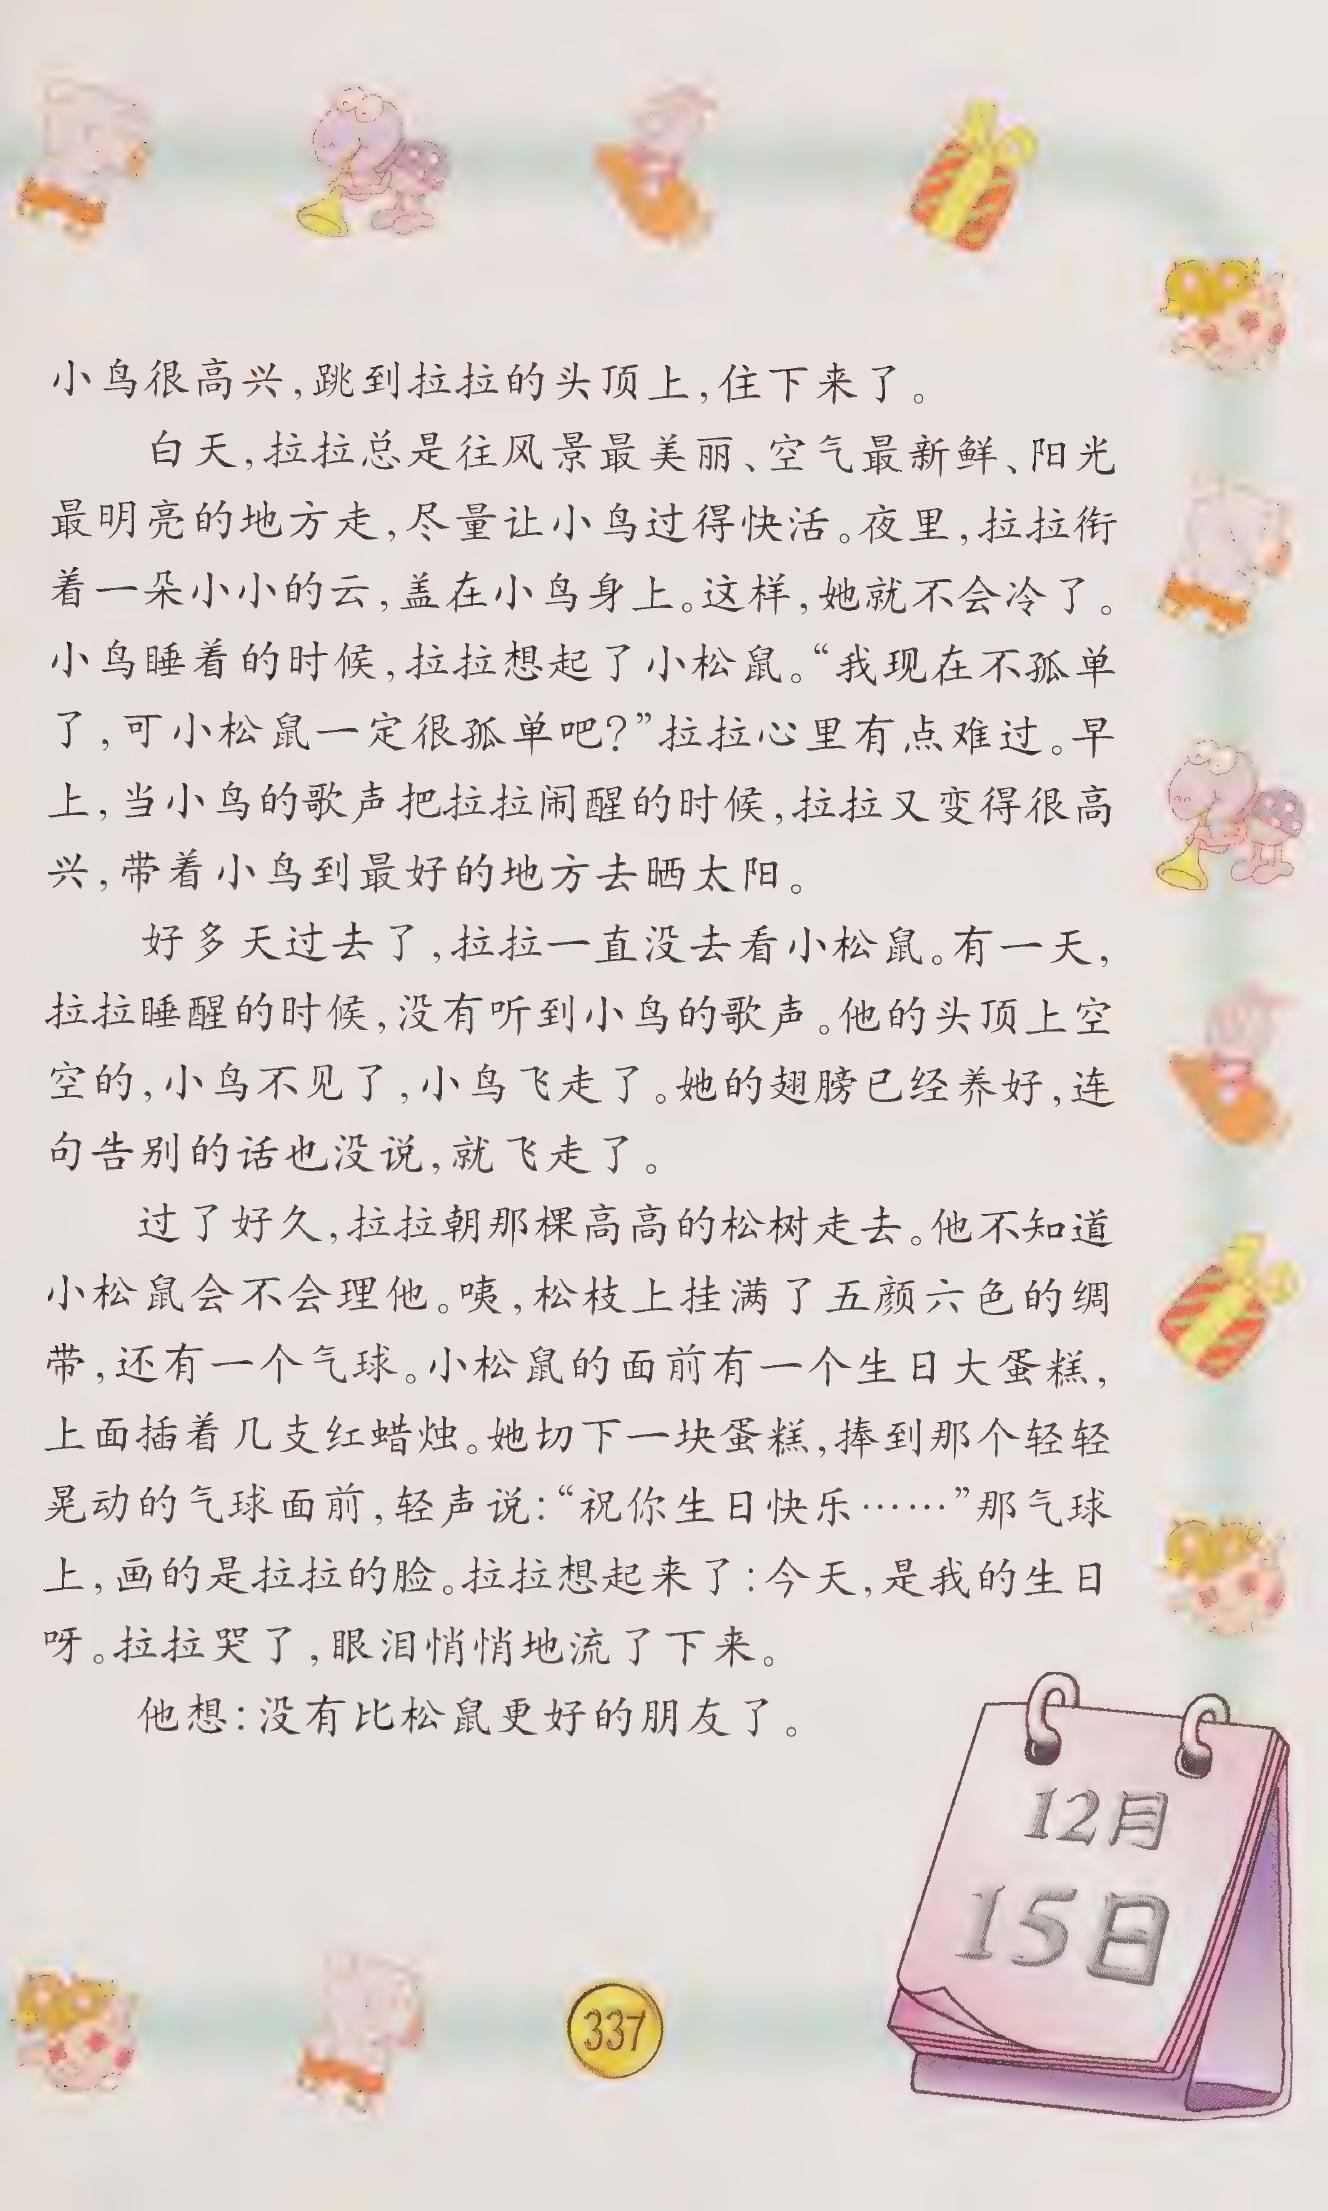 小鸟很高兴,跳到拉拉的头顶上,住下来了。
白天,拉拉总是往风景最美丽、空气最新鲜、阳光
最明亮的地方走,尽量让小鸟过得快活。夜里,拉拉衔
着一朵小小的云,盖在小鸟身上。这样,她就不会冷了。
小鸟睡着的时候,拉拉想起了小松鼠。“我现在不孤单
了,可小松鼠一定很孤单吧?”拉拉心里有点难过。早
上,当小鸟的歌声把拉拉闹醒的时候,拉拉又变得很高
兴,带着小鸟到最好的地方去晒太阳。
好多天过去了,拉拉一直没去看小松鼠。有一天,
拉拉睡醒的时候,没有听到小鸟的歌声。他的头顶上空
空的,小鸟不见了,小鸟飞走了。她的翅膀已经养好,连
句告别的话也没说,就飞走了。
过了好久,拉拉朝那棵高高的松树走去。他不知道
小松鼠会不会理他。咦,松枝上挂满了五颜六色的绸
带,还有一个气球。小松鼠的面前有一个生日大蛋糕,
上面插着几支红蜡烛。她切下一块蛋糕,捧到那个轻轻
晃动的气球面前,轻声说:“祝你生日快乐……”那气球
上,画的是拉拉的脸。拉拉想起来了:今天,是我的生日
呀。拉拉哭了,眼泪悄悄地流了下来。
他想:没有比松鼠更好的朋友了。
12月
15日
337